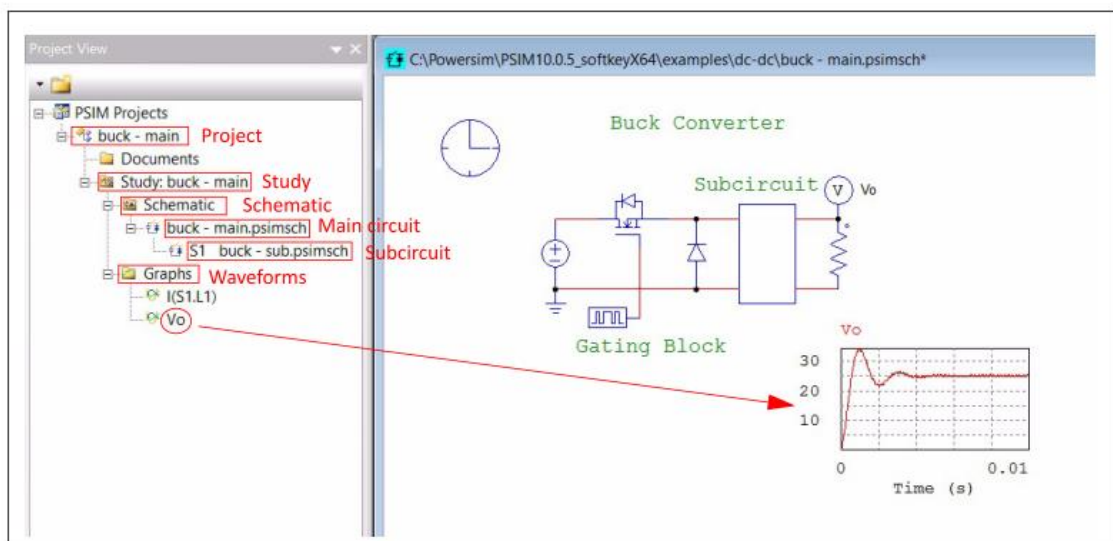 Project View
C:\Powersim\PSIM10.0.5_softkeyX64\examples\dc-dc\buck - main.psimsch*
PSIM Projects
buck - main Project
Documents
Study: buck - main Study
Schematic Schematic
buck - main.psimsch Main circuit
S1 buck - sub.psimsch Subcircuit
Graphs Waveforms
I(S1.L1)
Vo
Buck Converter
Subcircuit
V Vo
Gating Block
Vo
30
20
10
0 0.01
Time (s)